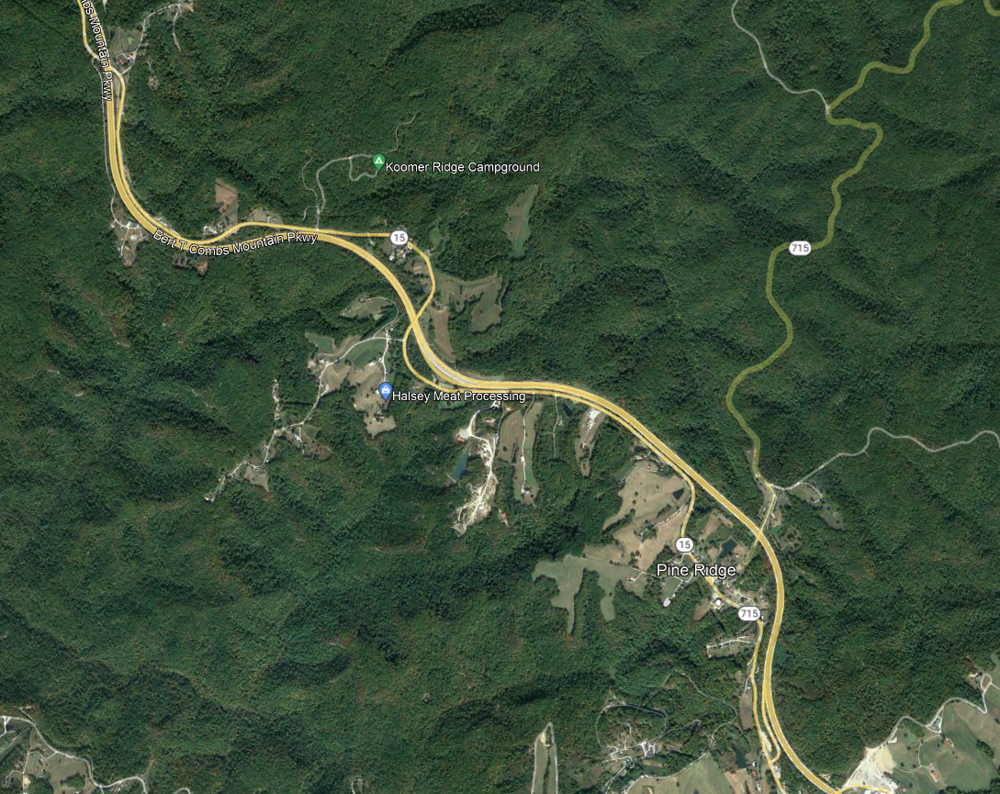 bs Mountain Pkwy
Koomer Ridge Campground
15
Bert T Combs Mountain Pkwy
715
Halsey Meat Processing
15
Pine Ridge
715